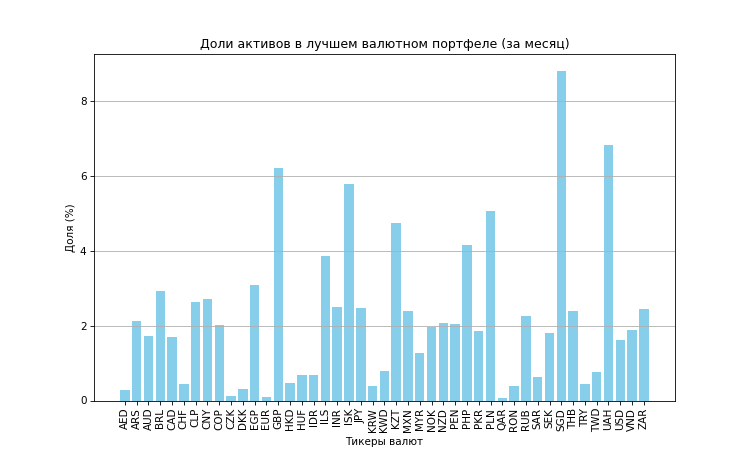 Доли активов в лучшем валютном портфеле (за месяц)
Доля (%)
8
6
4
2
0
AED ARS AUD BRL CAD CHF CLP CNY COP CZK DKK EGP EUR GBP HKD HUF IDR ILS INR ISK JPY KRW KWD KZT MXN MYR NOK NZD PEN PHP PKR PLN QAR RON RUB SAR SEK SGD THB TRY TWD UAH USD VND ZAR
Тикеры валют